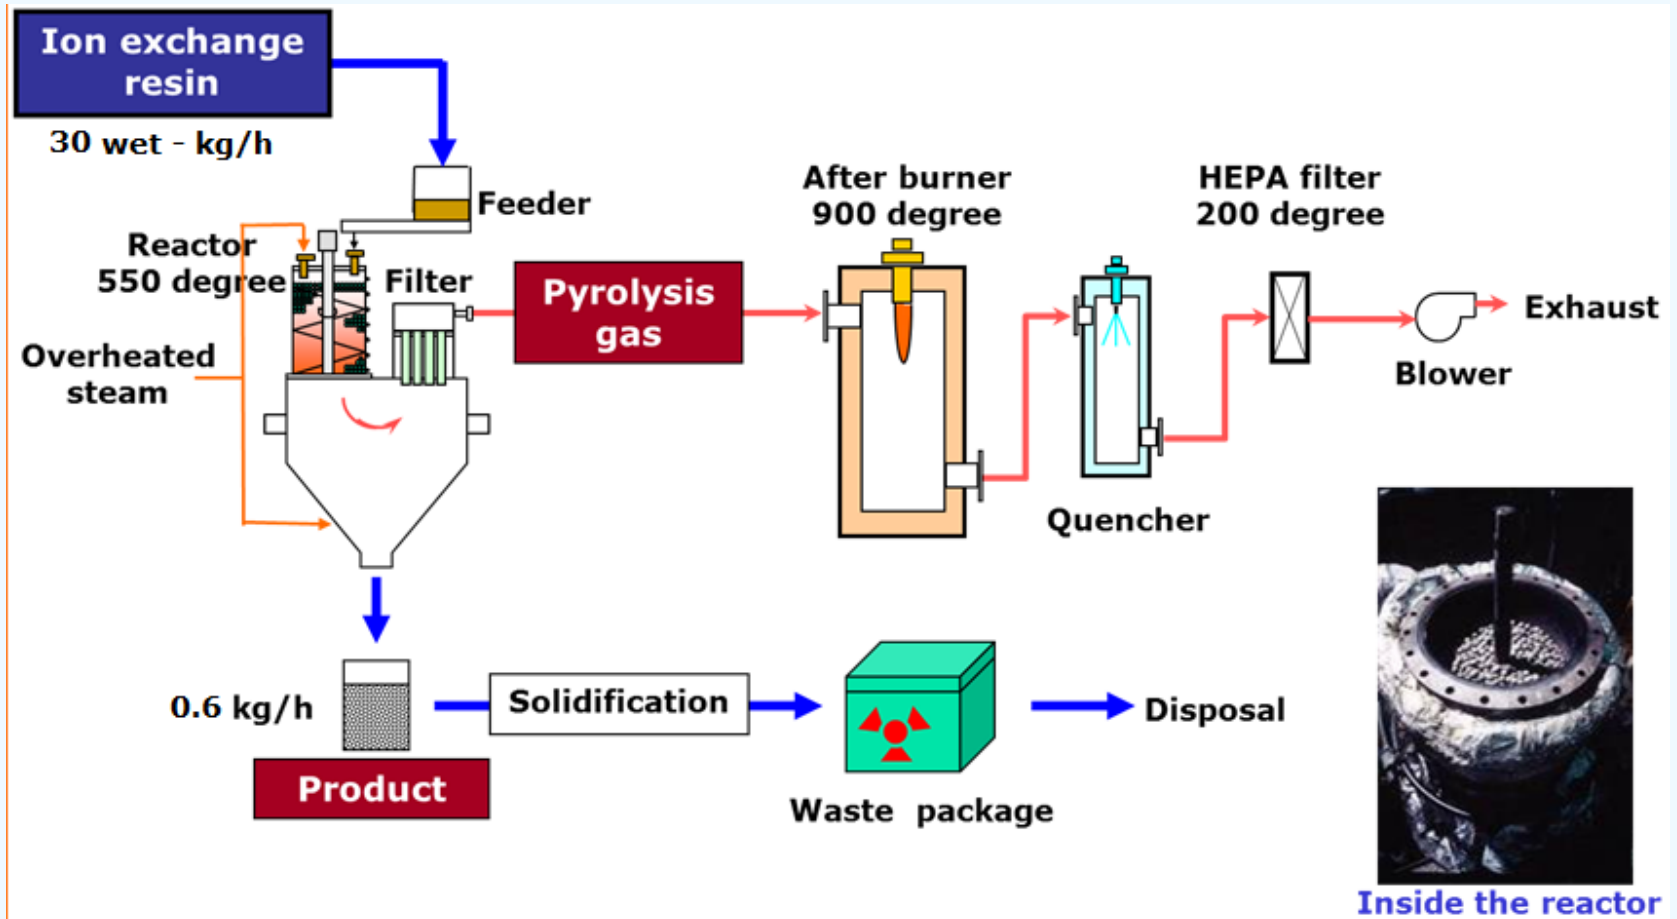 Ion exchange
resin
30 wet - kg/h
Feeder
Reactor
550 degree
Filter
Overheated
steam
Pyrolysis
gas
After burner
900 degree
Quencher
HEPA filter
200 degree
Blower
Exhaust
0.6 kg/h
Product
Solidification
Waste package
Disposal
Inside the reactor